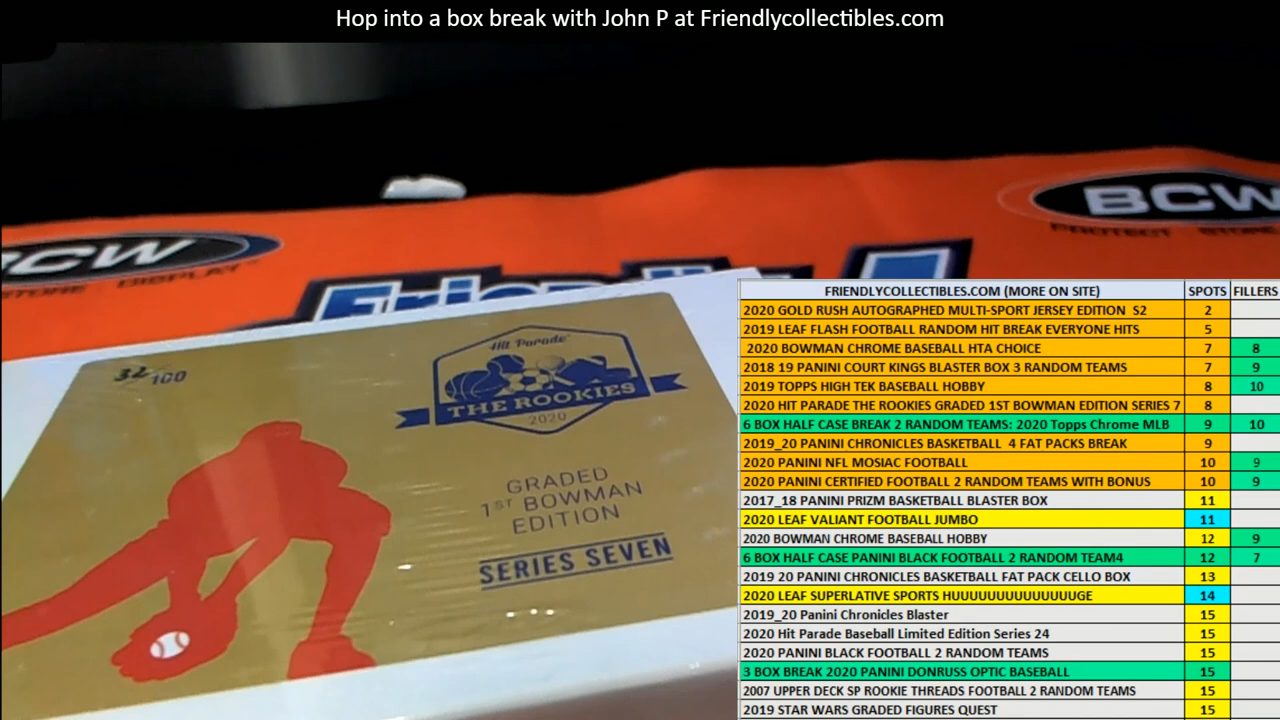 Hop into a box break with John P at Friendlycollectibles.com
BCW
PROTECT STORE
BCW
STORE DISPLAY
Friendly
32/100
Hit Parade
THE ROOKIES
2020
GRADED
1ST BOWMAN
EDITION
SERIES SEVEN
FRIENDLYCOLLECTIBLES.COM (MORE ON SITE) SPOTS FILLERS
2020 GOLD RUSH AUTOGRAPHED MULTI-SPORT JERSEY EDITION S2 2
2019 LEAF FLASH FOOTBALL RANDOM HIT BREAK EVERYONE HITS 5
2020 BOWMAN CHROME BASEBALL HTA CHOICE 7 8
2018 19 PANINI COURT KINGS BLASTER BOX 3 RANDOM TEAMS 7 9
2019 TOPPS HIGH TEK BASEBALL HOBBY 8 10
2020 HIT PARADE THE ROOKIES GRADED 1ST BOWMAN EDITION SERIES 7 8
6 BOX HALF CASE BREAK 2 RANDOM TEAMS: 2020 Topps Chrome MLB 9 10
2019_20 PANINI CHRONICLES BASKETBALL 4 FAT PACKS BREAK 9
2020 PANINI NFL MOSIAC FOOTBALL 10 9
2020 PANINI CERTIFIED FOOTBALL 2 RANDOM TEAMS WITH BONUS 10 9
2017_18 PANINI PRIZM BASKETBALL BLASTER BOX 11
2020 LEAF VALIANT FOOTBALL JUMBO 11
2020 BOWMAN CHROME BASEBALL HOBBY 12 9
6 BOX HALF CASE PANINI BLACK FOOTBALL 2 RANDOM TEAM4 12 7
2019 20 PANINI CHRONICLES BASKETBALL FAT PACK CELLO BOX 13
2020 LEAF SUPERLATIVE SPORTS HUUUUUUUUUUUUUUGE 14
2019_20 Panini Chronicles Blaster 15
2020 Hit Parade Baseball Limited Edition Series 24 15
2020 PANINI BLACK FOOTBALL 2 RANDOM TEAMS 15
3 BOX BREAK 2020 PANINI DONRUSS OPTIC BASEBALL 15
2007 UPPER DECK SP ROOKIE THREADS FOOTBALL 2 RANDOM TEAMS 15
2019 STAR WARS GRADED FIGURES QUEST 15